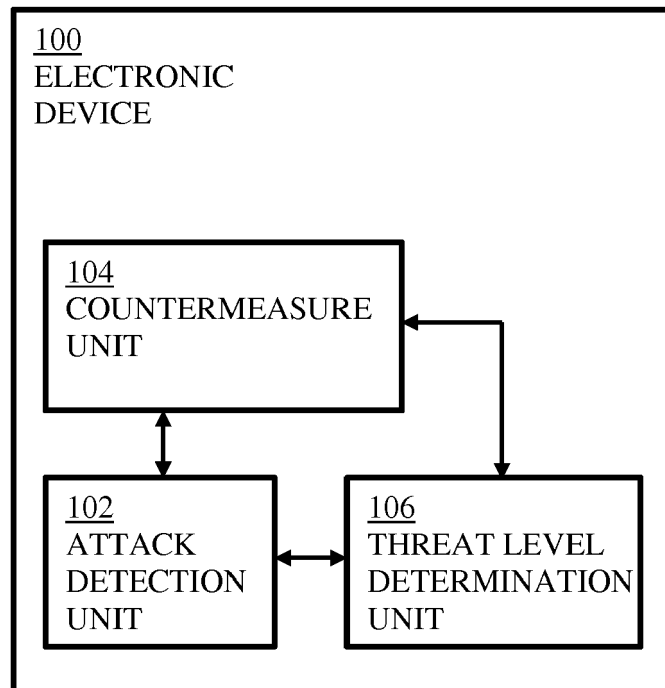 100
ELECTRONIC
DEVICE
104
COUNTERMEASURE
UNIT
102
ATTACK
DETECTION
UNIT
106
THREAT LEVEL
DETERMINATION
UNIT